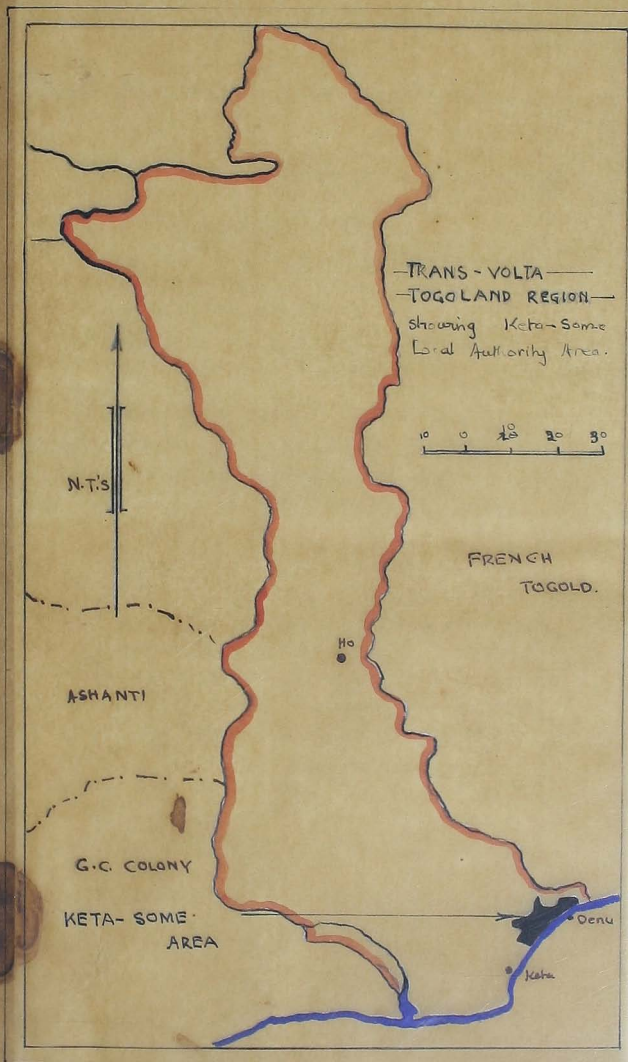 TRANS-VOLTA
TOGOLAND REGION
showing Keta-Some
Local Authority Area.
10 0 10 20 30
N.T.'s
FRENCH
TOGOLD.
Ho
ASHANTI
G.C. COLONY
KETA-SOME
AREA
Denu
Keta